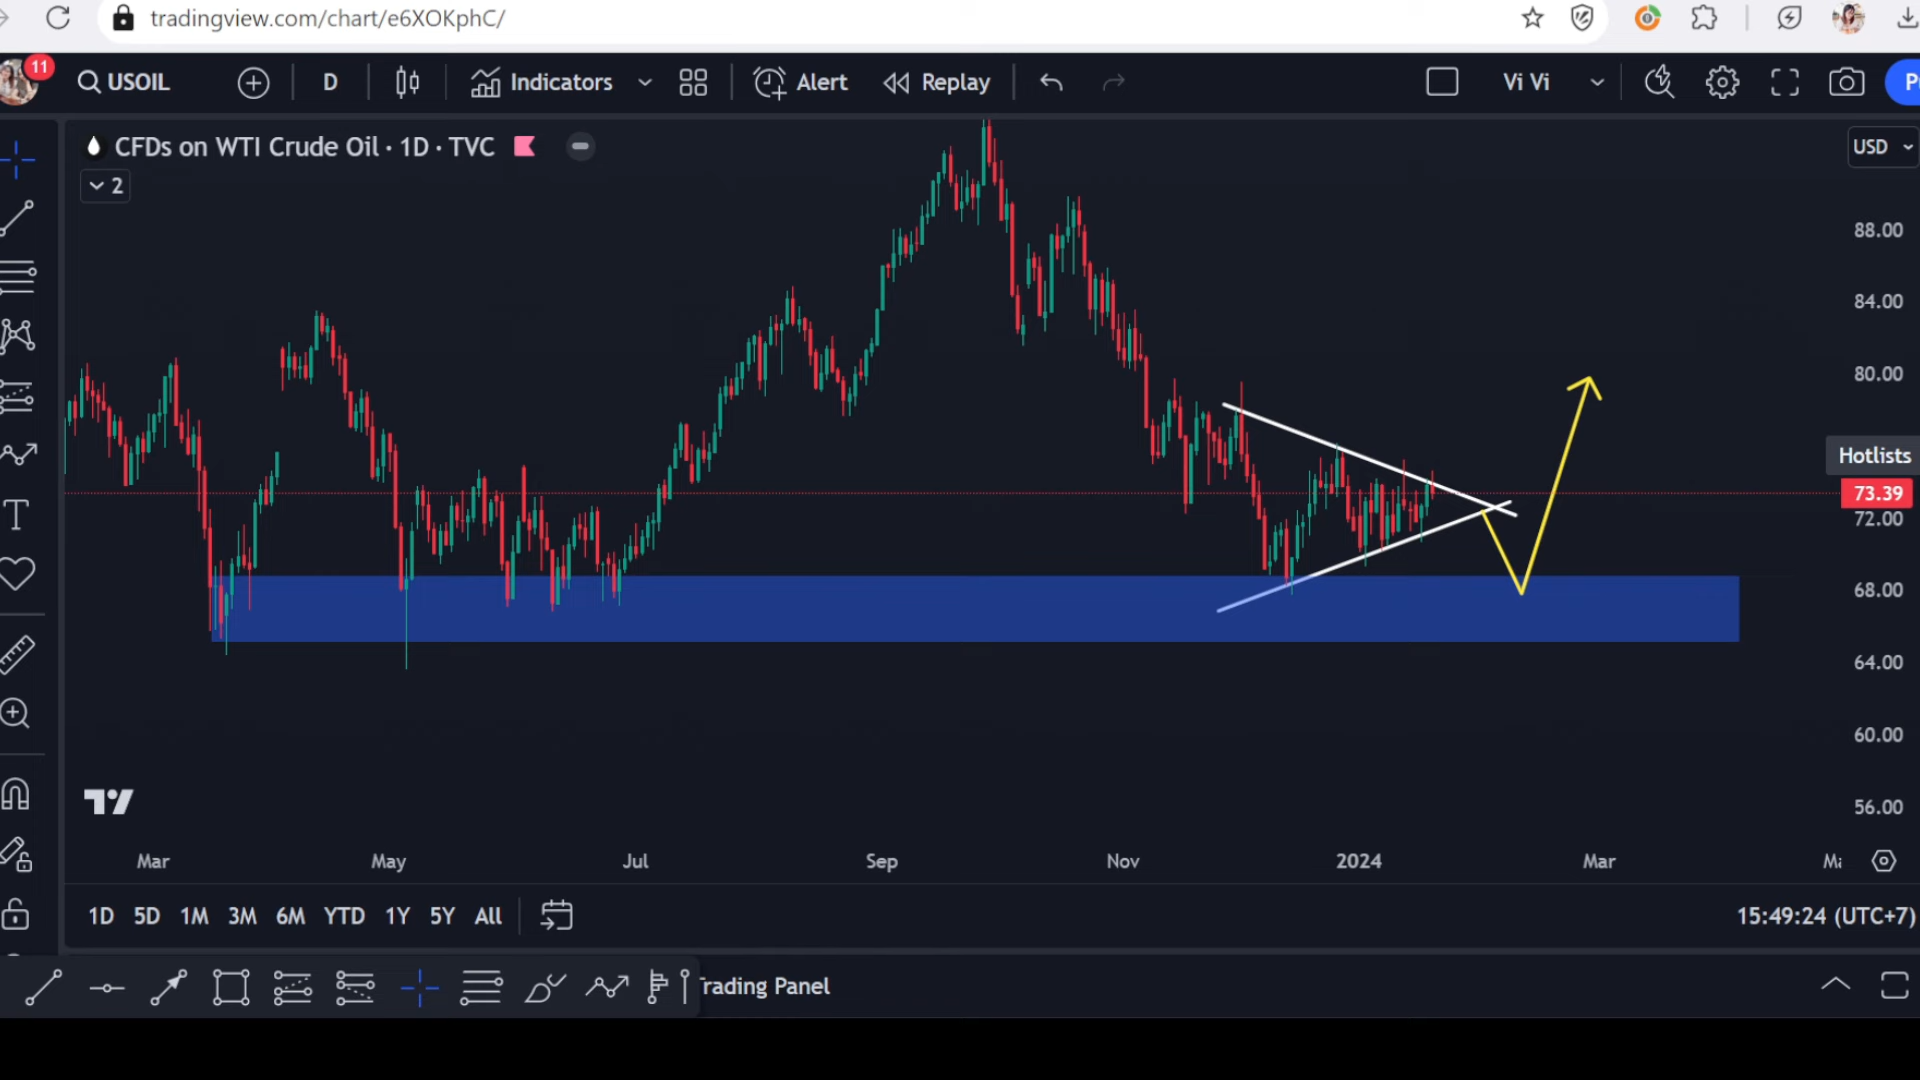 tradingview.com/chart/e6XOKphC/
11
USOIL
D
Indicators
Alert
Replay
Vi Vi
CFDs on WTI Crude Oil · 1D · TVC
USD
2
88.00
84.00
80.00
Hotlists
73.39
72.00
68.00
64.00
60.00
56.00
Mar May Jul Sep Nov 2024 Mar
1D 5D 1M 3M 6M YTD 1Y 5Y All
15:49:24 (UTC+7)
Trading Panel